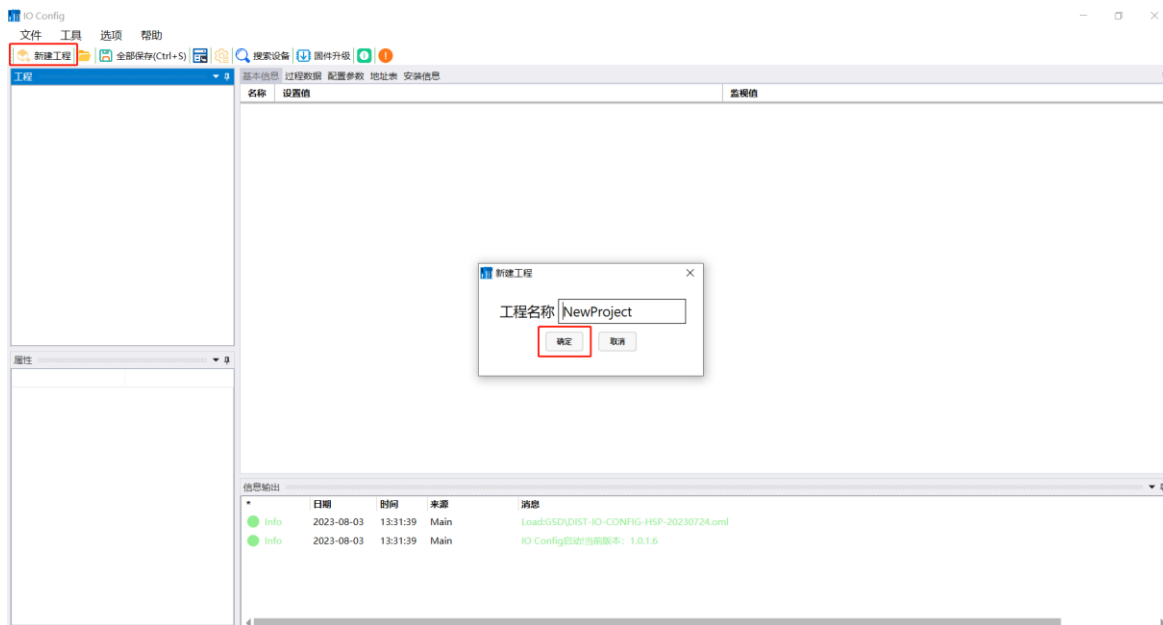 IO Config
文件 工具 选项 帮助
新建工程 全部保存(Ctrl+S) 搜索设备 固件升级
工程
基本信息 过程数据 配置参数 地址表 安装信息
名称 设置值 监视值
新建工程
工程名称 NewProject
确定 取消
属性
信息输出
* 日期 时间 来源 消息
Info 2023-08-03 13:31:39 Main Load:GSD\DIST-IO-CONFIG-HSP-20230724.oml
Info 2023-08-03 13:31:39 Main IO Config启动!当前版本：1.0.1.6